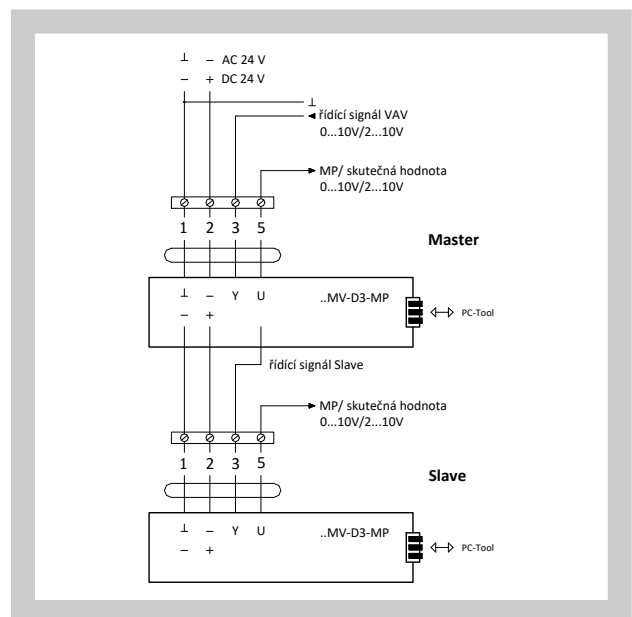 ⊥ – AC 24 V
– + DC 24 V
⊥
řídící signál VAV
0...10V/2...10V
MP/ skutečná hodnota
0...10V/2...10V
1 2 3 5
Master
⊥ – Y U ..MV-D3-MP
– +
PC-Tool
řídící signál Slave
MP/ skutečná hodnota
0...10V/2...10V
1 2 3 5
Slave
⊥ – Y U ..MV-D3-MP
– +
PC-Tool